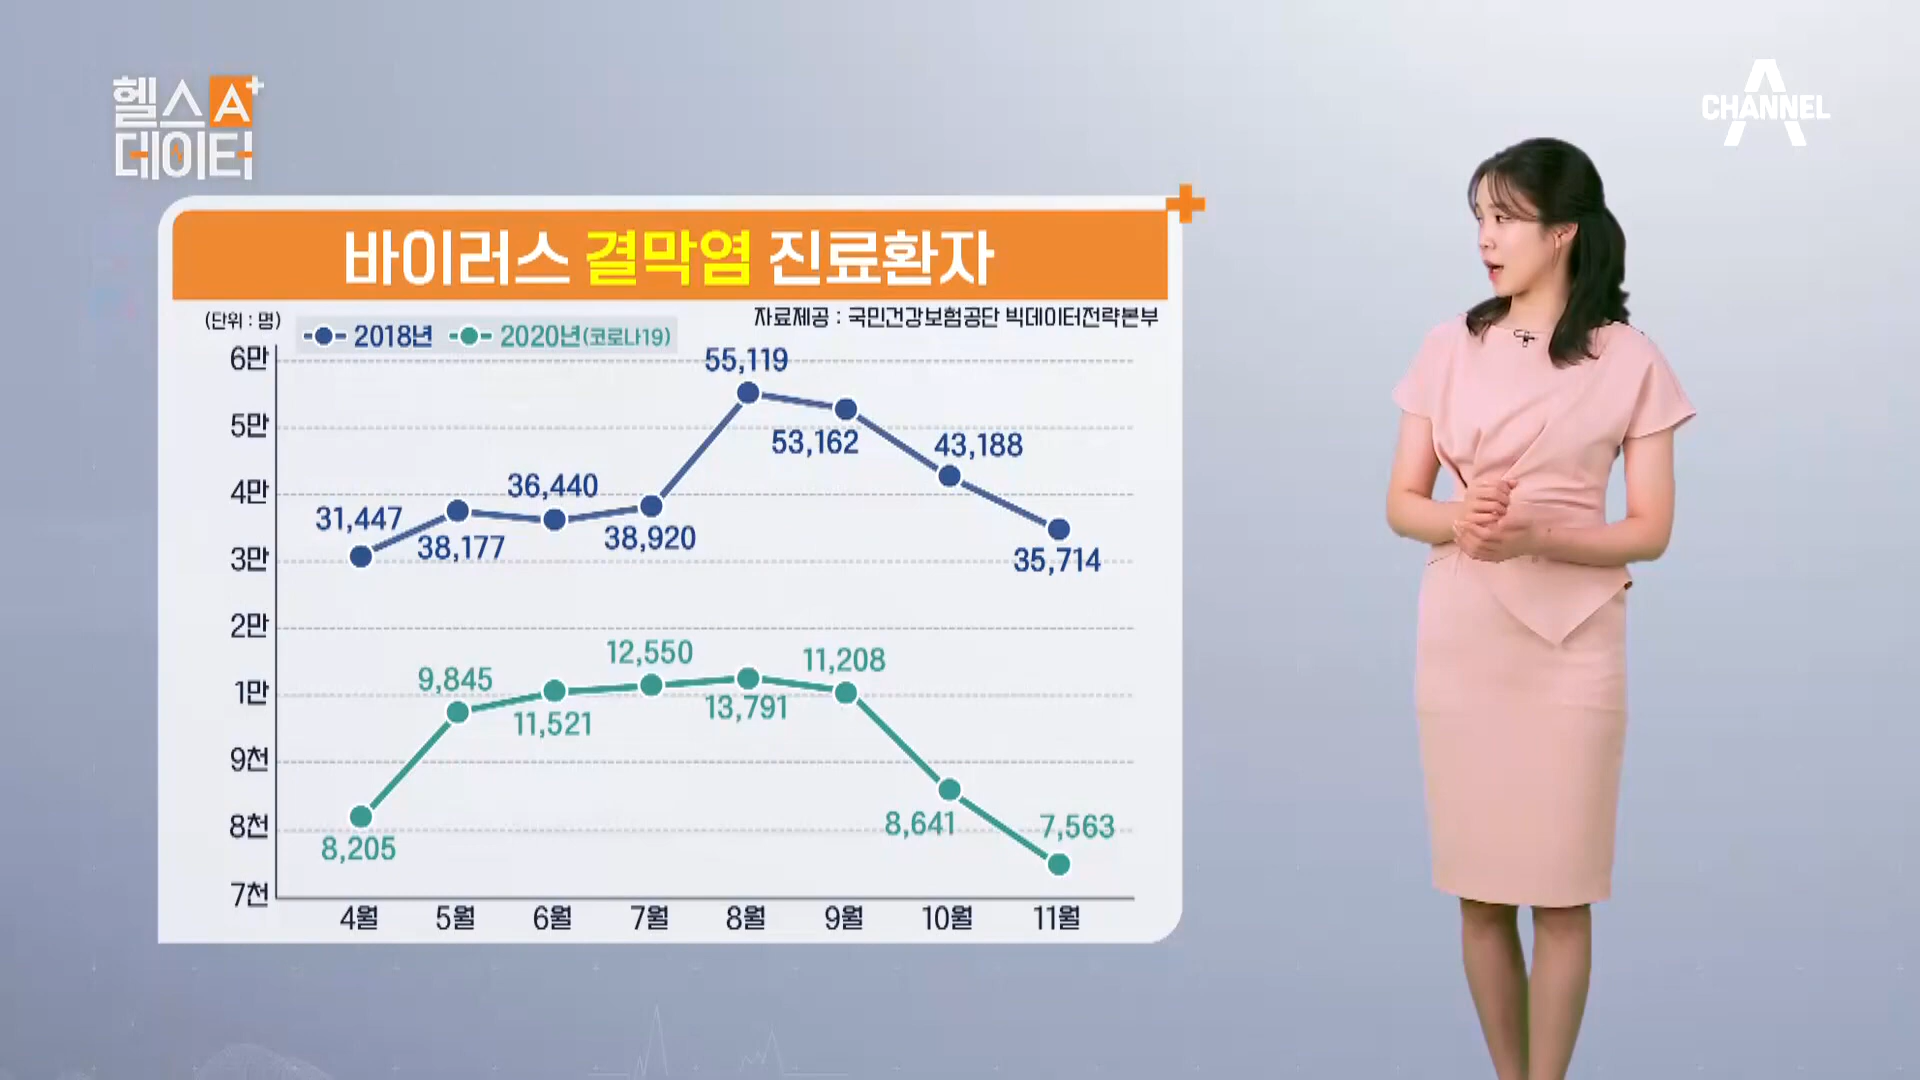 헬스A+
데이터
CHANNEL A
바이러스 결막염 진료환자
(단위 : 명)
2018년 2020년(코로나19)
자료제공 : 국민건강보험공단 빅데이터전략본부
6만
5만
4만
3만
2만
1만
9천
8천
7천
31,447
38,177
36,440
38,920
55,119
53,162
43,188
35,714
8,205
9,845
11,521
12,550
13,791
11,208
8,641
7,563
4월 5월 6월 7월 8월 9월 10월 11월